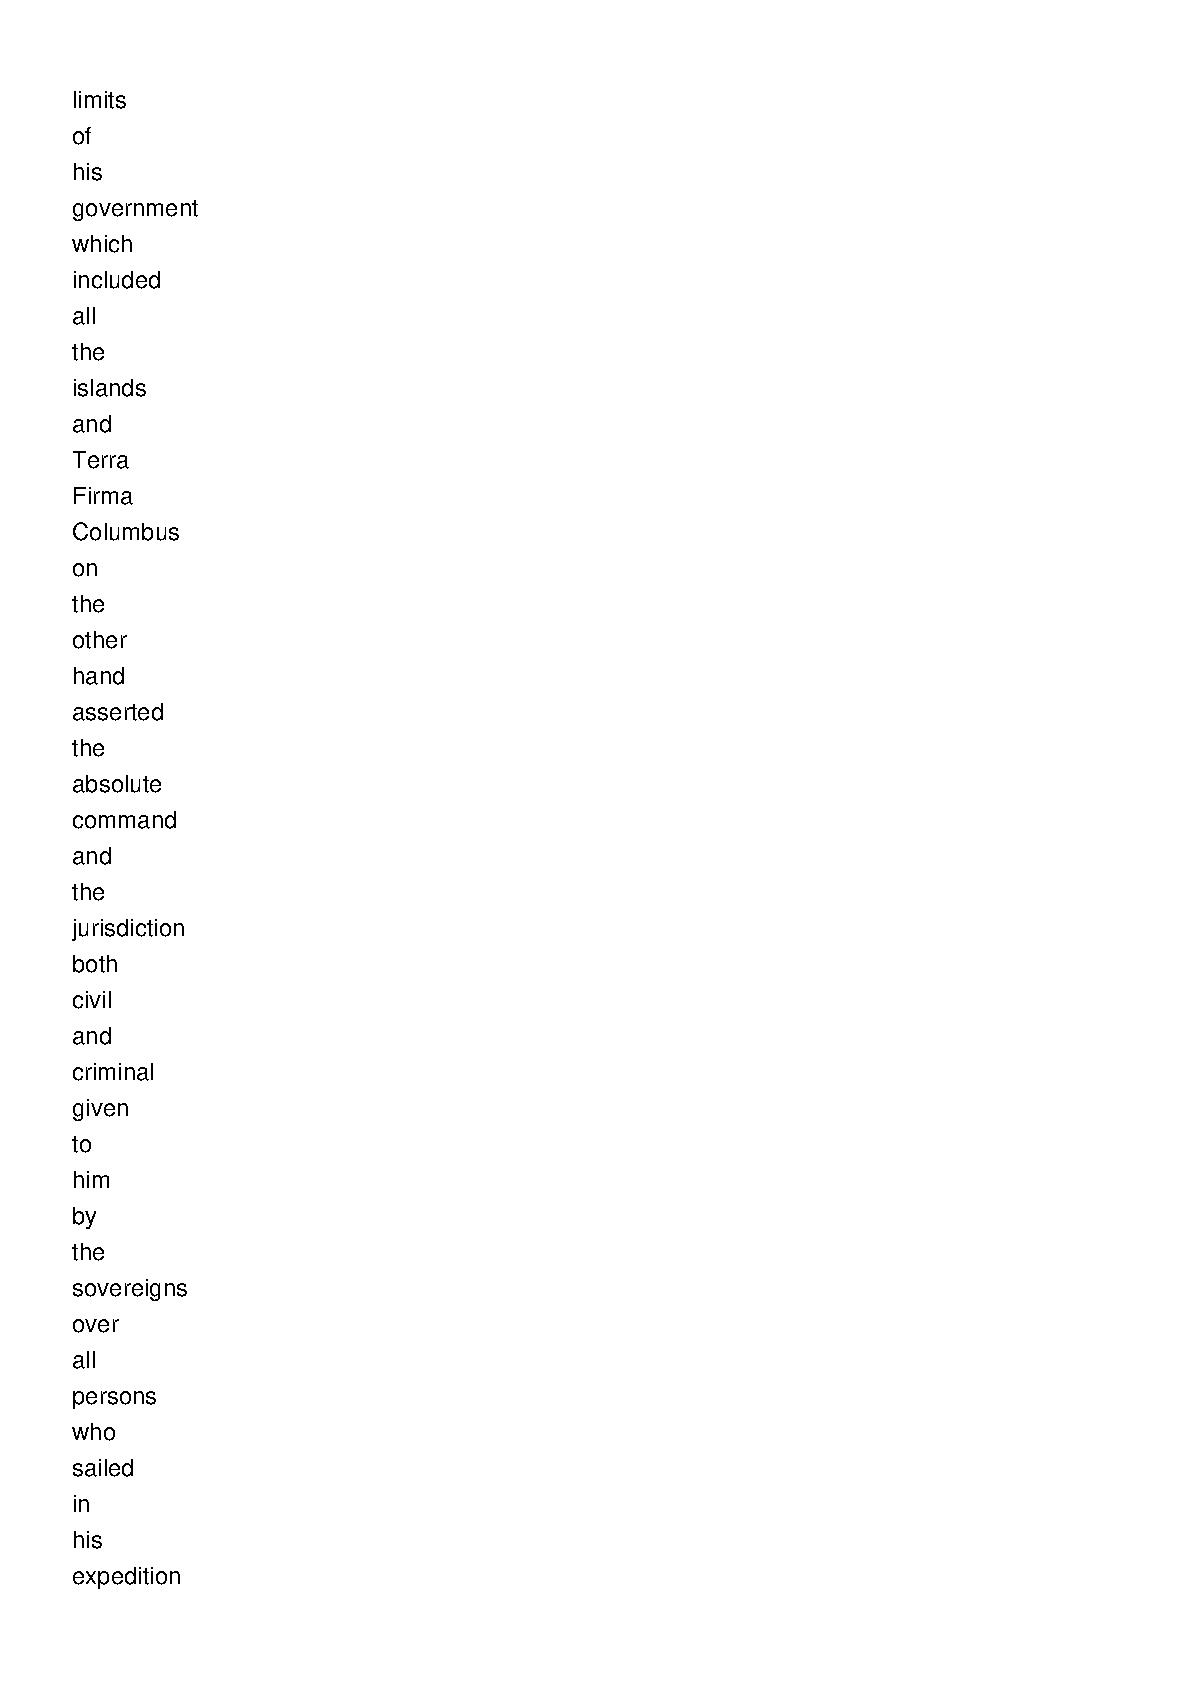 limits
of
his
government
which
included
all
the
islands
and
Terra
Firma
Columbus
on
the
other
hand
asserted
the
absolute
command
and
the
jurisdiction
both
civil
and
criminal
given
to
him
by
the
sovereigns
over
all
persons
who
sailed
in
his
expedition